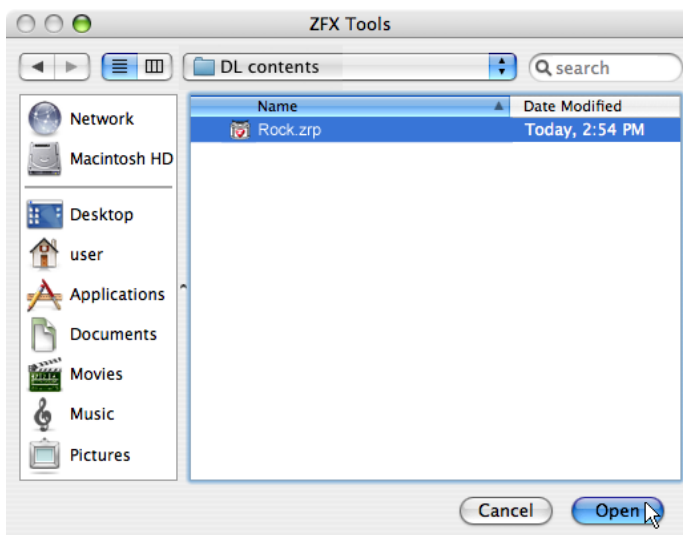 ZFX Tools
DL contents
search
Network
Macintosh HD
Desktop
user
Applications
Documents
Movies
Music
Pictures
Name
Date Modified
Rock.zrp
Today, 2:54 PM
Cancel
Open